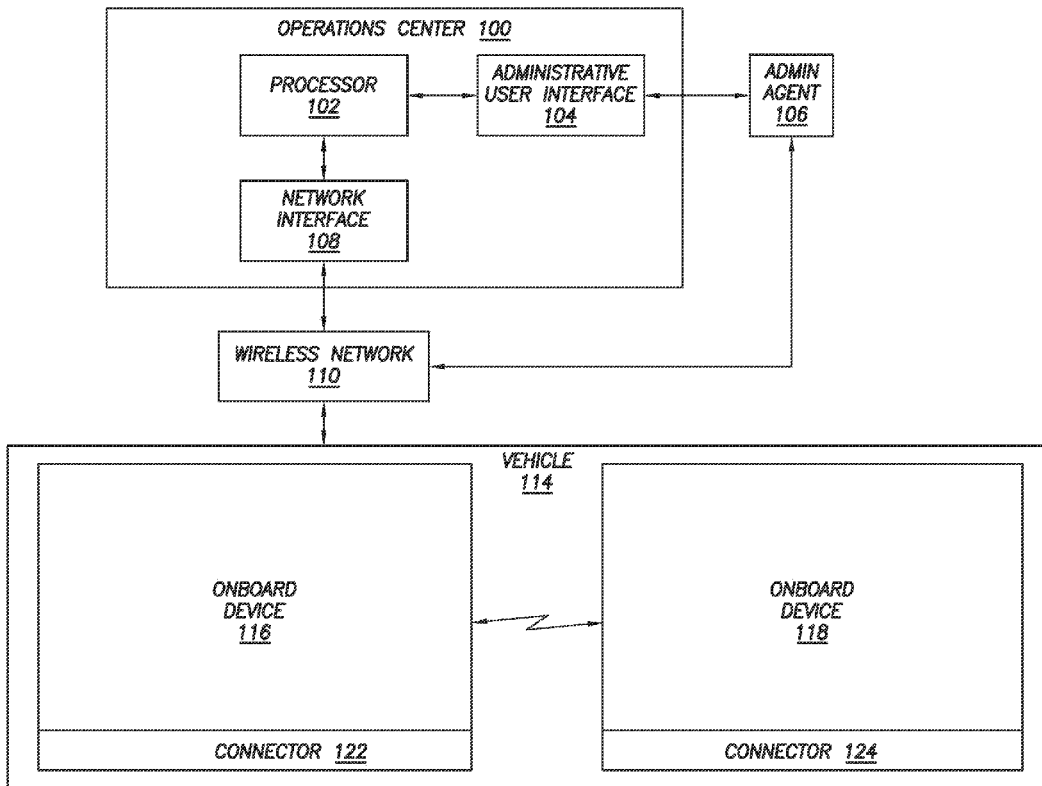 OPERATIONS CENTER 100
PROCESSOR
102
ADMINISTRATIVE
USER INTERFACE
104
ADMIN
AGENT
106
NETWORK
INTERFACE
108
WIRELESS NETWORK
110
VEHICLE
114
ONBOARD
DEVICE
116
ONBOARD
DEVICE
118
CONNECTOR 122
CONNECTOR 124